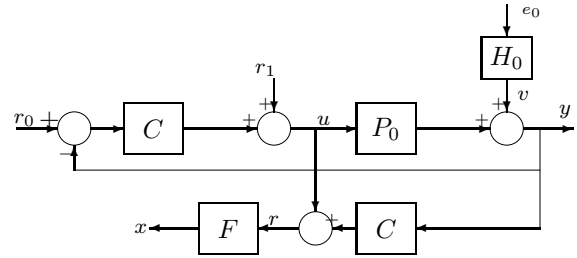 e₀
H₀
r₁
v
r₀ + C + + u P₀ + + y
−
x F r + C